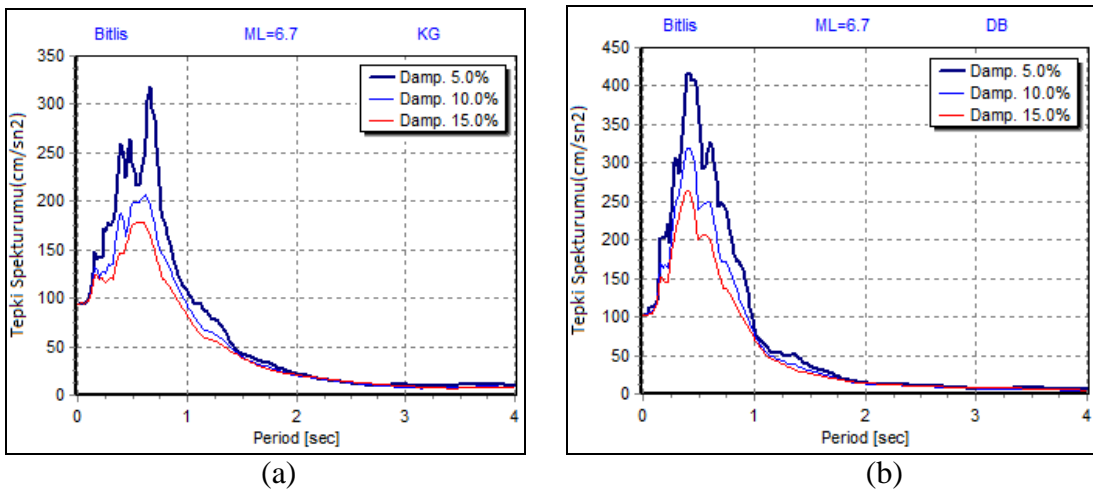 Bitlis ML=6.7 KG
Tepki Spekturumu(cm/sn2)
350
300
250
200
150
100
50
0
Damp. 5.0%
Damp. 10.0%
Damp. 15.0%
0 1 2 3 4
Period [sec]
(a)
Bitlis ML=6.7 DB
Tepki Spekturumu(cm/sn2)
450
400
350
300
250
200
150
100
50
0
Damp. 5.0%
Damp. 10.0%
Damp. 15.0%
0 1 2 3 4
Period [sec]
(b)